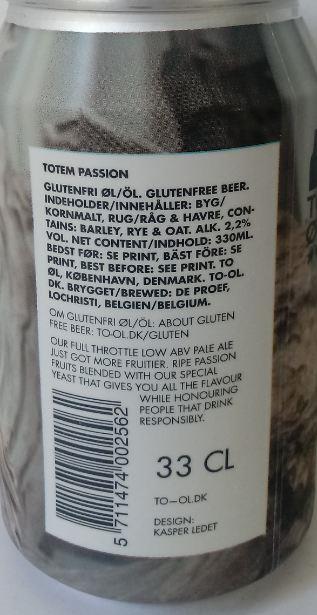 TOTEM PASSION
GLUTENFRI ØL/ÖL. GLUTENFREE BEER.
INDEHOLDER/INNEHÅLLER: BYG/
KORNMALT, RUG/RÅG & HAVRE, CON-
TAINS: BARLEY, RYE & OAT. ALK. 2,2%
VOL. NET CONTENT/INDHOLD: 330ML.
BEDST FØR: SE PRINT, BÄST FÖRE: SE
PRINT, BEST BEFORE: SEE PRINT. TO
ØL, KØBENHAVN, DENMARK. TO-OL.
DK. BRYGGET/BREWED: DE PROEF,
LOCHRISTI, BELGIEN/BELGIUM.
OM GLUTENFRI ØL/ÖL: ABOUT GLUTEN
FREE BEER: TO-OL.DK/GLUTEN
OUR FULL THROTTLE LOW ABV PALE ALE
JUST GOT MORE FRUITIER. RIPE PASSION
FRUITS BLENDED WITH OUR SPECIAL
YEAST THAT GIVES YOU ALL THE FLAVOUR
WHILE HONOURING
PEOPLE THAT DRINK
RESPONSIBLY.
5 711474 002562
33 CL
TO—OL.DK
DESIGN:
KASPER LEDET